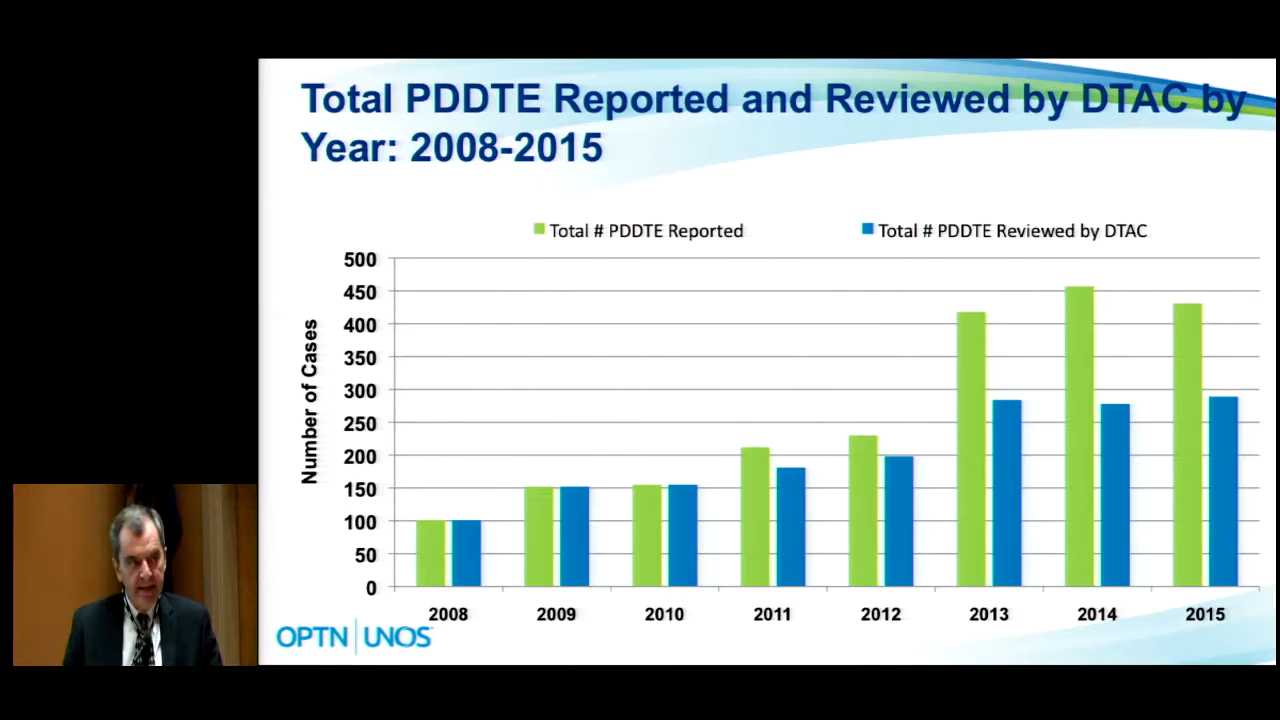 Total PDDTE Reported and Reviewed by DTAC by
Year: 2008-2015
Total # PDDTE Reported
Total # PDDTE Reviewed by DTAC
Number of Cases
500
450
400
350
300
250
200
150
100
50
0
2008 2009 2010 2011 2012 2013 2014 2015
OPTN UNOS